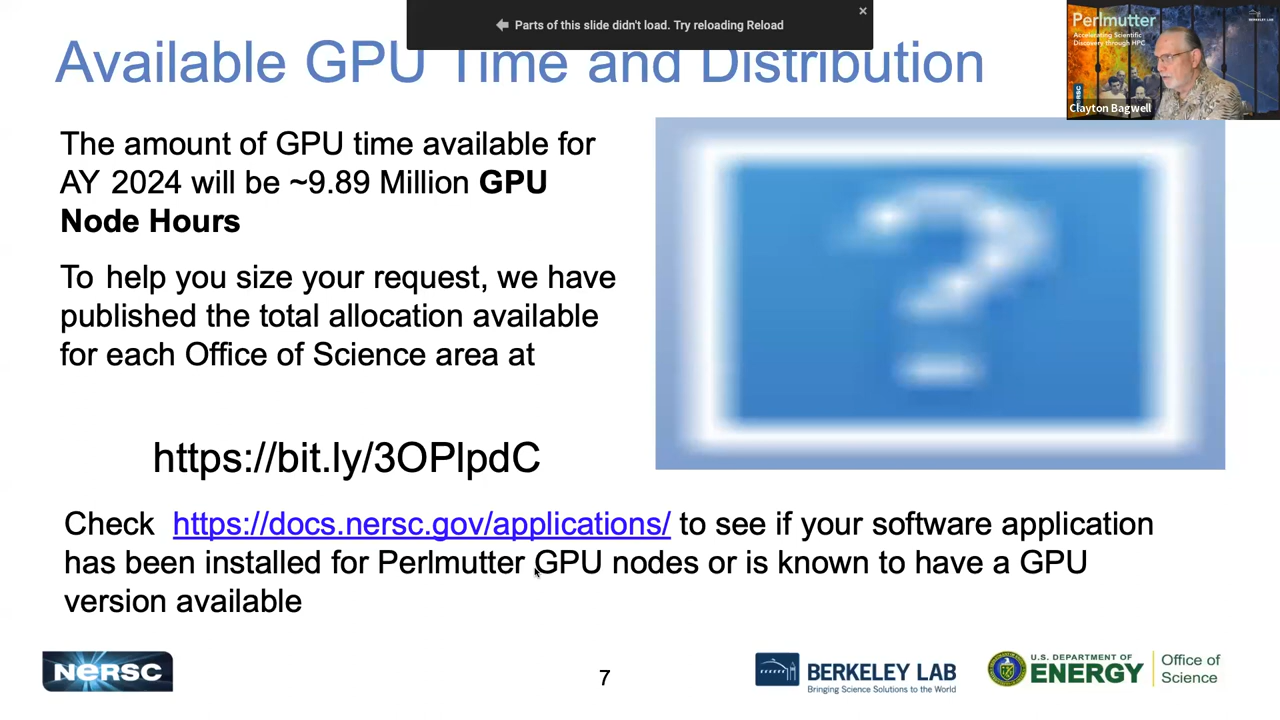 Parts of this slide didn't load. Try reloading Reload
Available GPU Time and Distribution
Perlmutter
Accelerating Scientific
Discovery through HPC
BERKELEY LAB
NERSC
Clayton Bagwell
The amount of GPU time available for
AY 2024 will be ~9.89 Million GPU
Node Hours
To help you size your request, we have
published the total allocation available
for each Office of Science area at
?
https://bit.ly/3OPlpdC
Check https://docs.nersc.gov/applications/ to see if your software application
has been installed for Perlmutter GPU nodes or is known to have a GPU
version available
NERSC
7
BERKELEY LAB
Bringing Science Solutions to the World
U.S. DEPARTMENT OF
ENERGY
Office of
Science